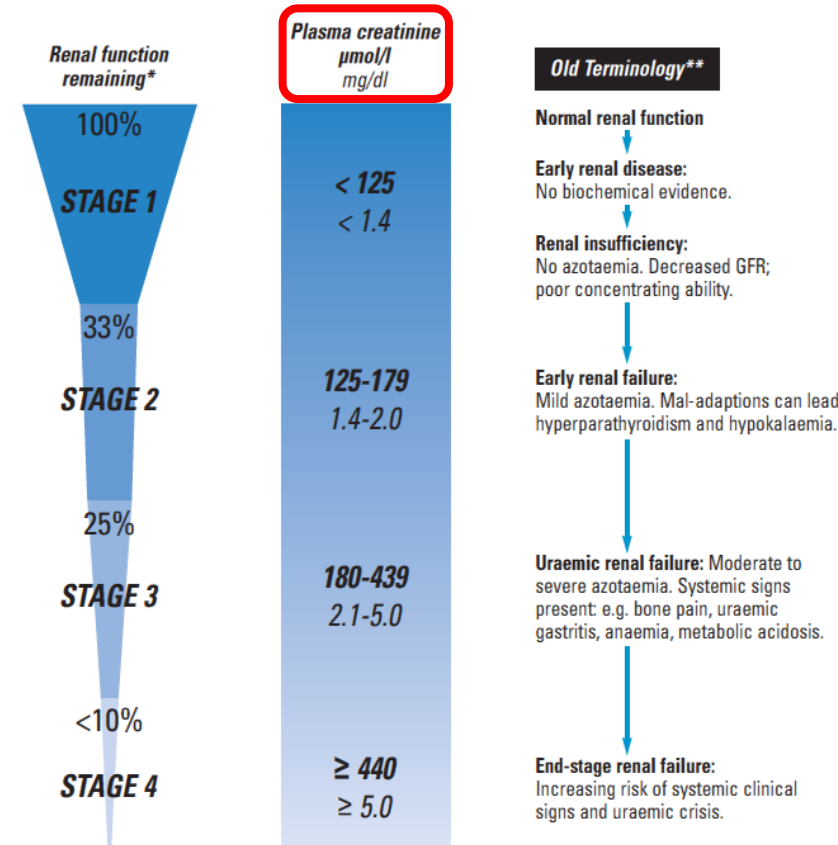 Renal function
remaining*
100%
STAGE 1
33%
STAGE 2
25%
STAGE 3
<10%
STAGE 4
Plasma creatinine
µmol/l
mg/dl
< 125
< 1.4
125-179
1.4-2.0
180-439
2.1-5.0
≥ 440
≥ 5.0
Old Terminology**
Normal renal function
Early renal disease:
No biochemical evidence.
Renal insufficiency:
No azotaemia. Decreased GFR;
poor concentrating ability.
Early renal failure:
Mild azotaemia. Mal-adaptions can lead
hyperparathyroidism and hypokalaemia.
Uraemic renal failure: Moderate to
severe azotaemia. Systemic signs
present: e.g. bone pain, uraemic
gastritis, anaemia, metabolic acidosis.
End-stage renal failure:
Increasing risk of systemic clinical
signs and uraemic crisis.